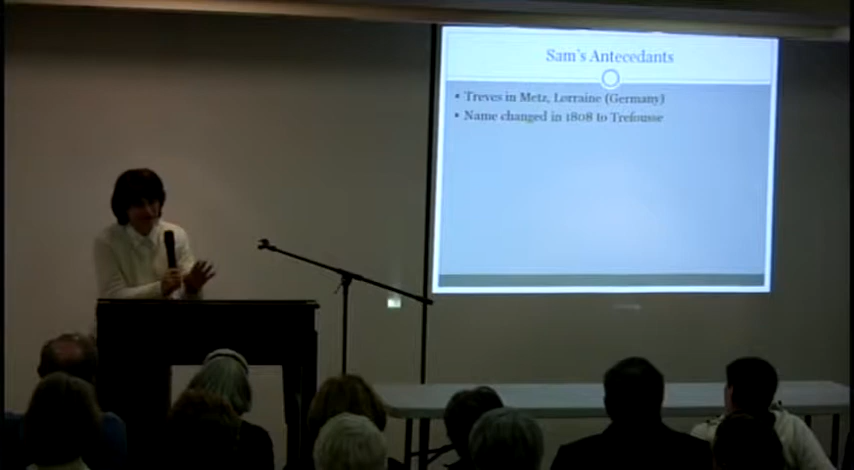 Sam's Antecedants
Treves in Metz, Lorraine (Germany)
Name changed in 1808 to Trefousse